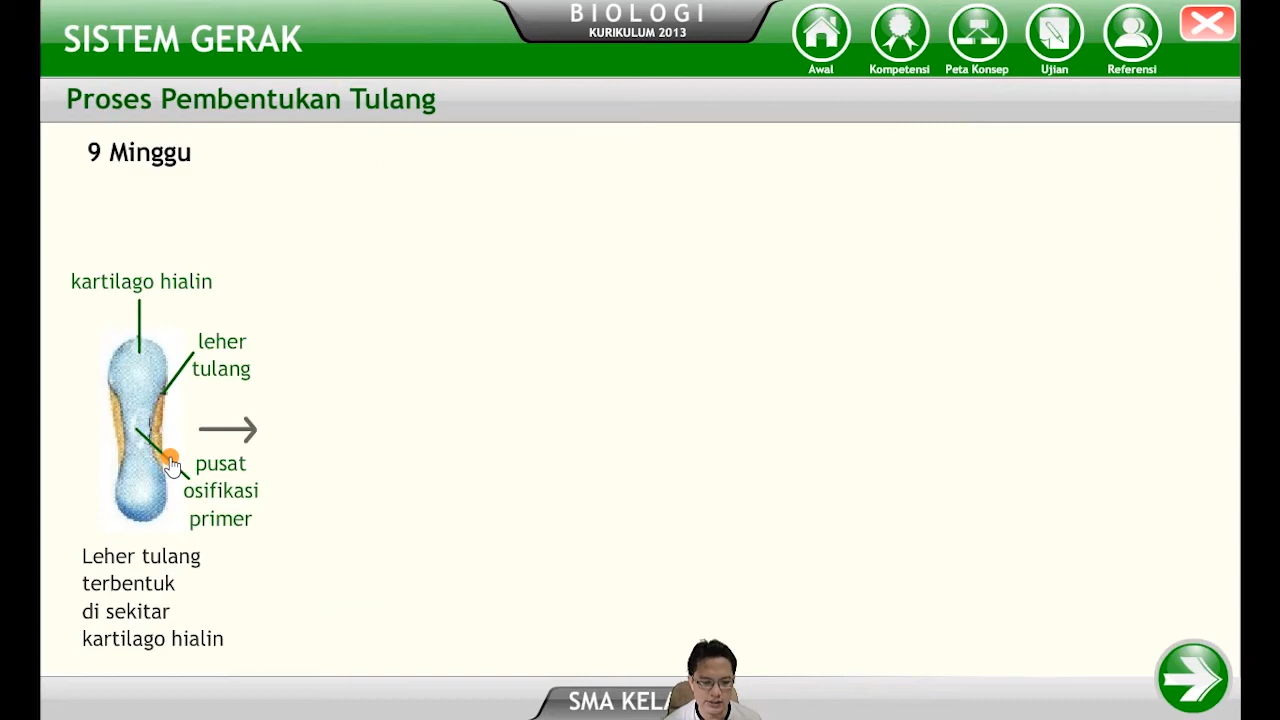 BIOLOGI
KURIKULUM 2013
SISTEM GERAK
Awal
Kompetensi
Peta Konsep
Ujian
Referensi
Proses Pembentukan Tulang
9 Minggu
kartilago hialin
leher
tulang
pusat
osifikasi
primer
Leher tulang
terbentuk
di sekitar
kartilago hialin
SMA